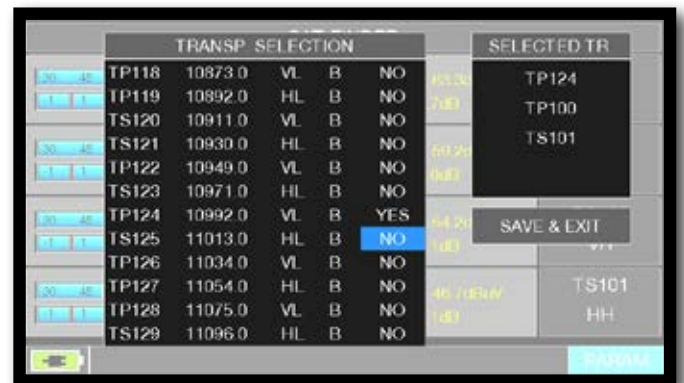 TRANSP SELECTION
TP118 10873.0 VL B NO
TP119 10892.0 HL B NO
TS120 10911.0 VL B NO
TS121 10930.0 HL B NO
TP122 10949.0 VL B NO
TS123 10971.0 HL B NO
TP124 10992.0 VL B YES
TS125 11013.0 HL B NO
TP126 11034.0 VL B NO
TP127 11054.0 HL B NO
TP128 11075.0 VL B NO
TS129 11096.0 HL B NO
SELECTED TR
TP124
TP100
TS101
SAVE & EXIT
46.7dBuV
1dB
TS101
HH
PARAM